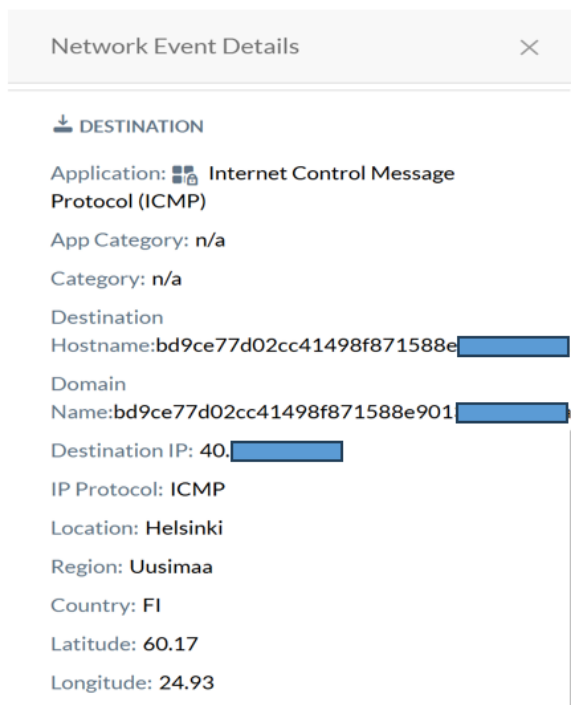 Network Event Details
DESTINATION
Application: Internet Control Message
Protocol (ICMP)
App Category: n/a
Category: n/a
Destination
Hostname:bd9ce77d02cc41498f871588e
Domain
Name:bd9ce77d02cc41498f871588e901
Destination IP: 40.
IP Protocol: ICMP
Location: Helsinki
Region: Uusimaa
Country: FI
Latitude: 60.17
Longitude: 24.93